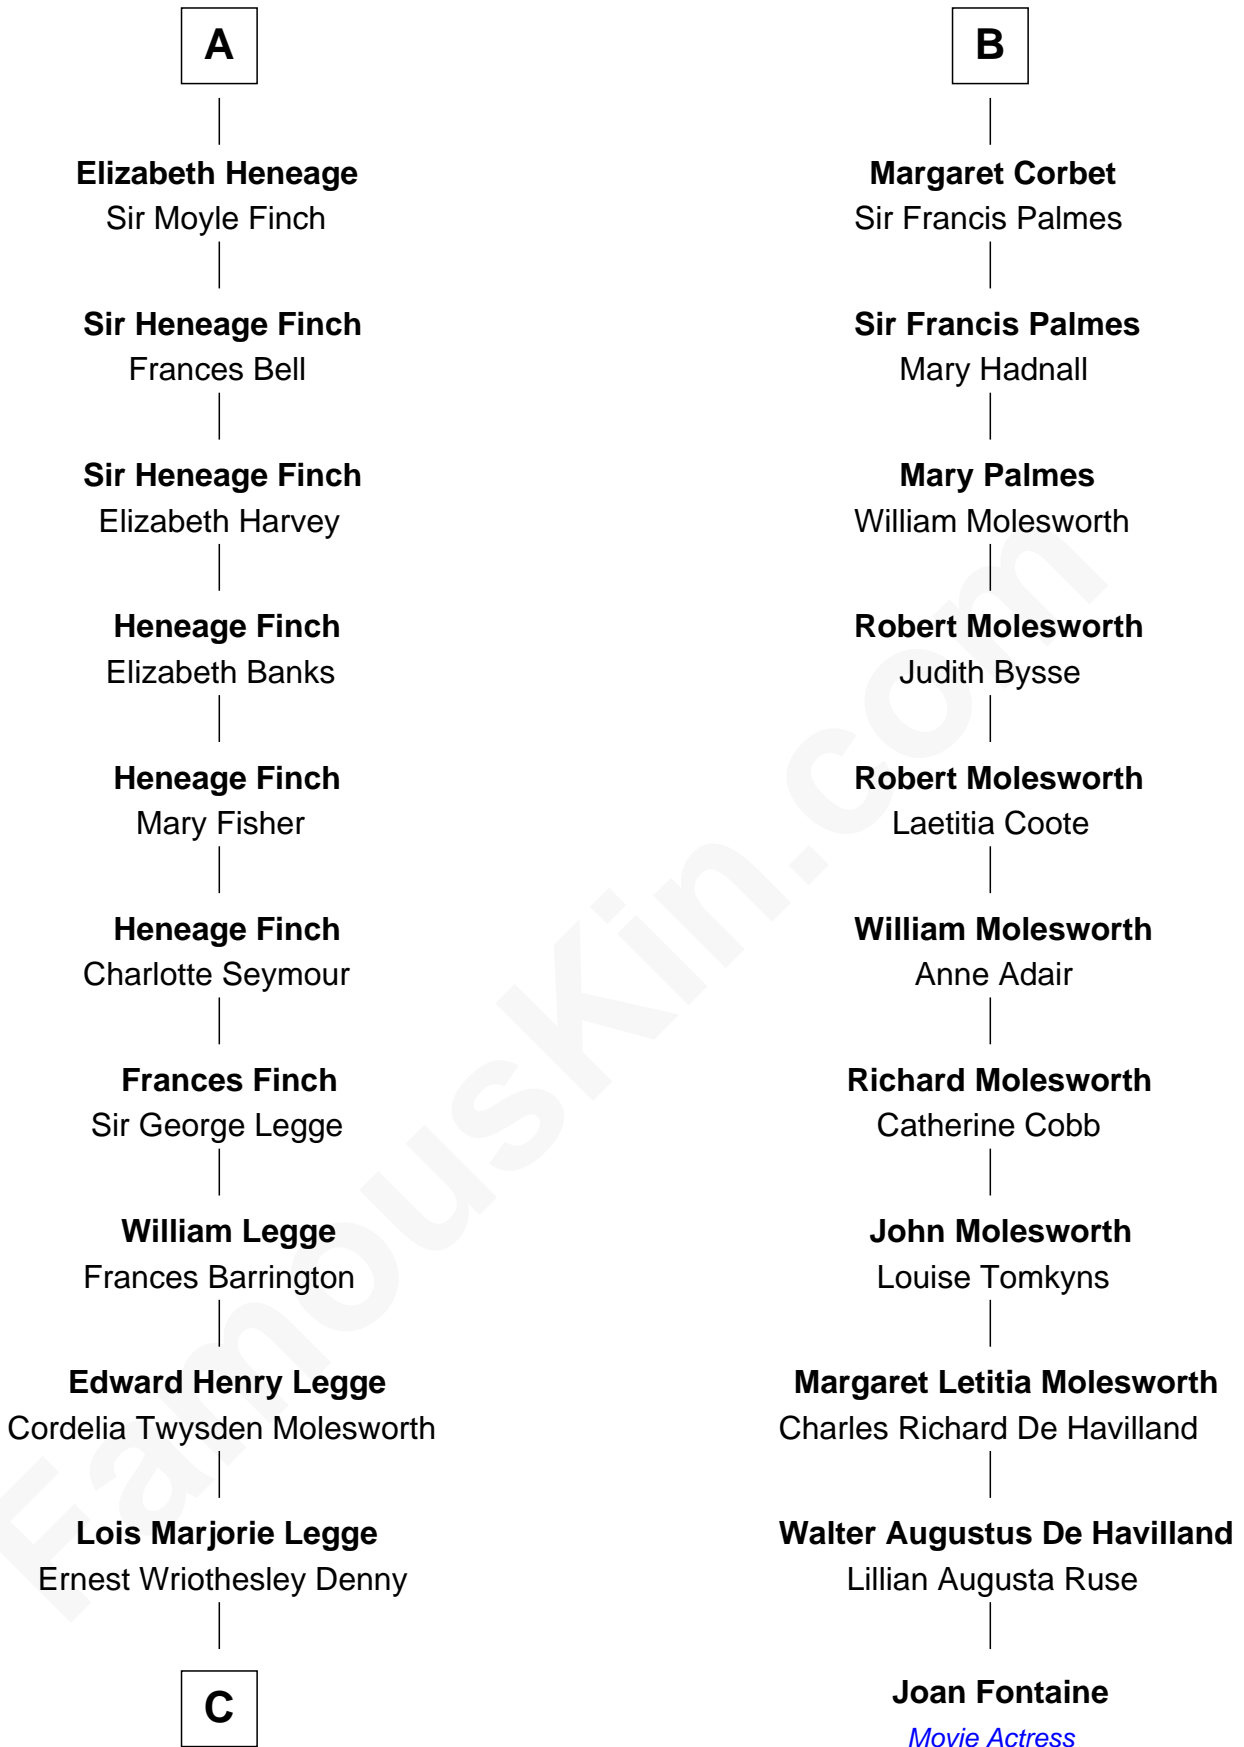 A
Elizabeth Heneage
Sir Moyle Finch
Sir Heneage Finch
Frances Bell
Sir Heneage Finch
Elizabeth Harvey
Heneage Finch
Elizabeth Banks
Heneage Finch
Mary Fisher
Heneage Finch
Charlotte Seymour
Frances Finch
Sir George Legge
William Legge
Frances Barrington
Edward Henry Legge
Cordelia Twysden Molesworth
Lois Marjorie Legge
Ernest Wriothesley Denny
C
B
Margaret Corbet
Sir Francis Palmes
Sir Francis Palmes
Mary Hadnall
Mary Palmes
William Molesworth
Robert Molesworth
Judith Bysse
Robert Molesworth
Laetitia Coote
William Molesworth
Anne Adair
Richard Molesworth
Catherine Cobb
John Molesworth
Louise Tomkyns
Margaret Letitia Molesworth
Charles Richard De Havilland
Walter Augustus De Havilland
Lillian Augusta Ruse
Joan Fontaine
Movie Actress
FamousKin.com